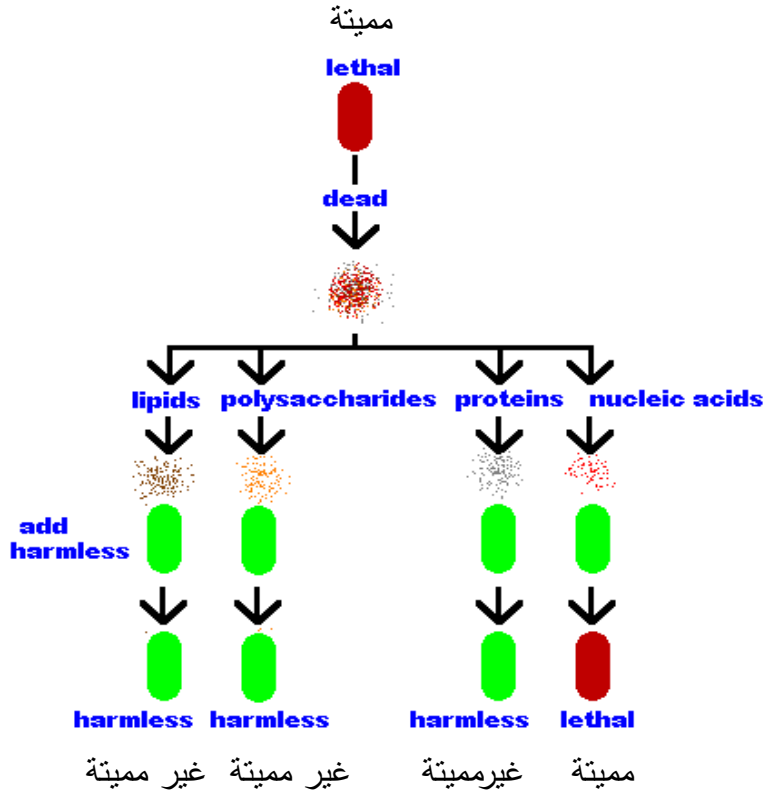 مميتة
lethal
dead
lipids polysaccharides proteins nucleic acids
add
harmless
harmless harmless harmless lethal
غير مميتة غير مميتة غيرمميتة مميتة